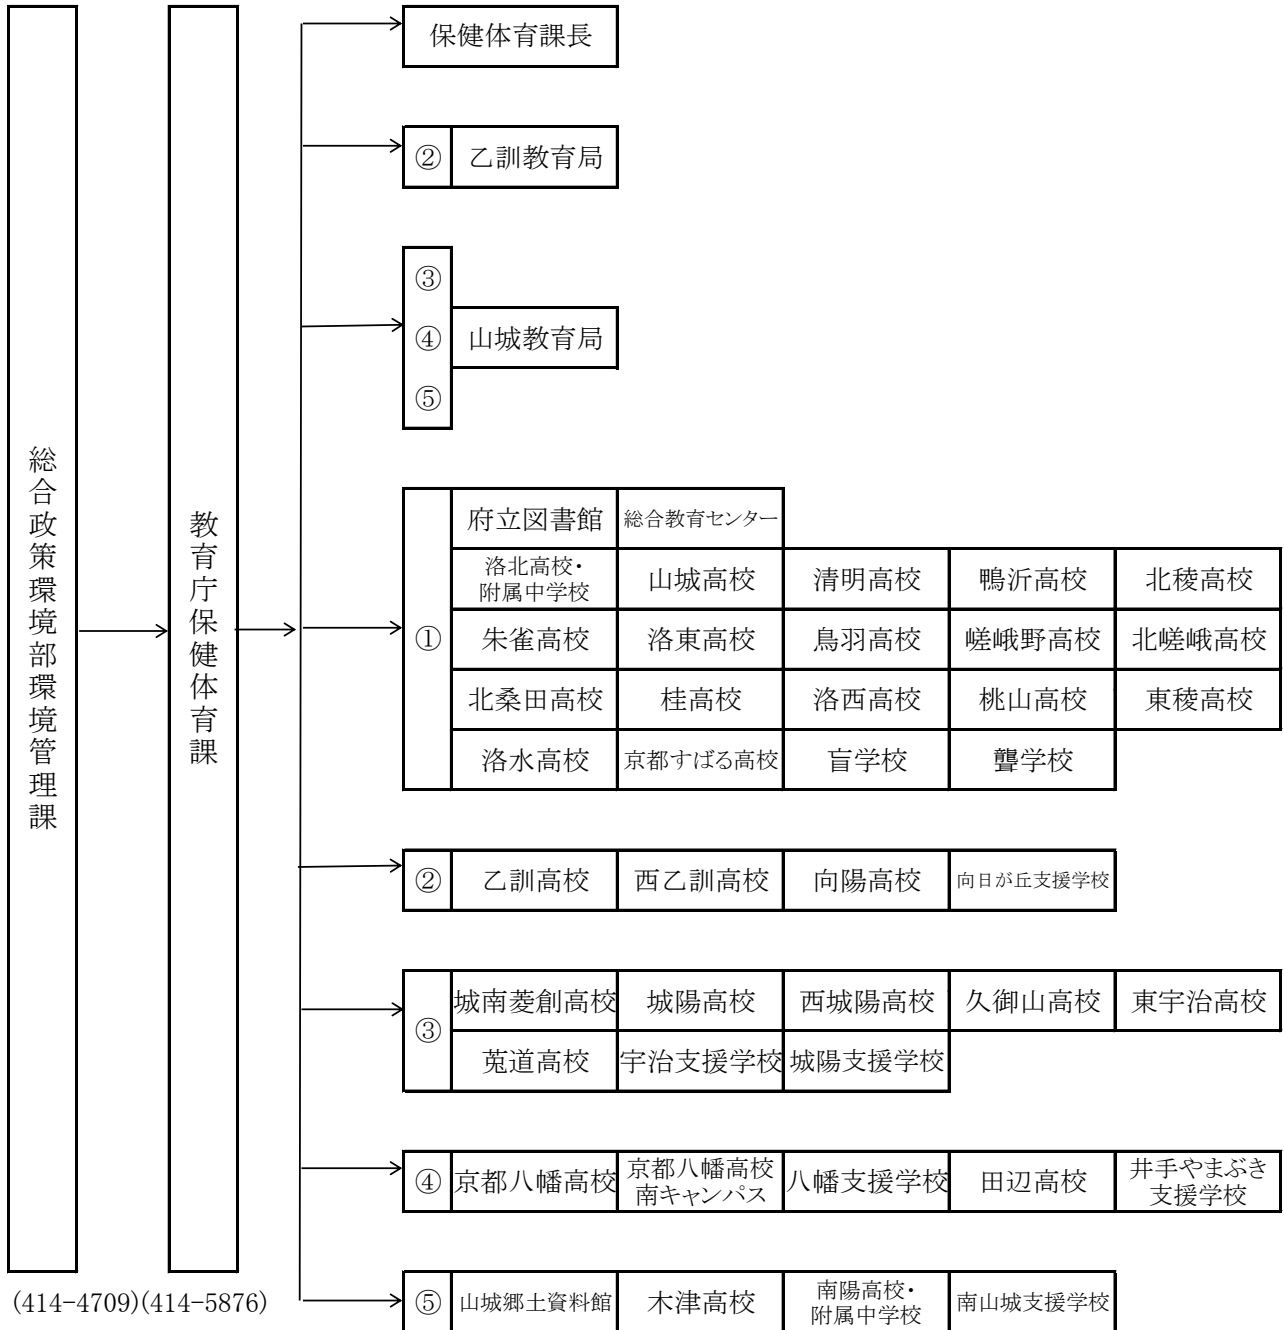 総合政策環境部環境管理課
(414-4709)
教育庁保健体育課
(414-5876)
保健体育課長
② 乙訓教育局
③
④ 山城教育局
⑤
①
府立図書館 総合教育センター
洛北高校・
附属中学校 山城高校 清明高校 鴨沂高校 北稜高校
朱雀高校 洛東高校 鳥羽高校 嵯峨野高校 北嵯峨高校
北桑田高校 桂高校 洛西高校 桃山高校 東稜高校
洛水高校 京都すばる高校 盲学校 聾学校
② 乙訓高校 西乙訓高校 向陽高校 向日が丘支援学校
③
城南菱創高校 城陽高校 西城陽高校 久御山高校 東宇治高校
莵道高校 宇治支援学校 城陽支援学校
④ 京都八幡高校 京都八幡高校
南キャンパス 八幡支援学校 田辺高校 井手やまぶき
支援学校
⑤ 山城郷土資料館 木津高校 南陽高校・
附属中学校 南山城支援学校